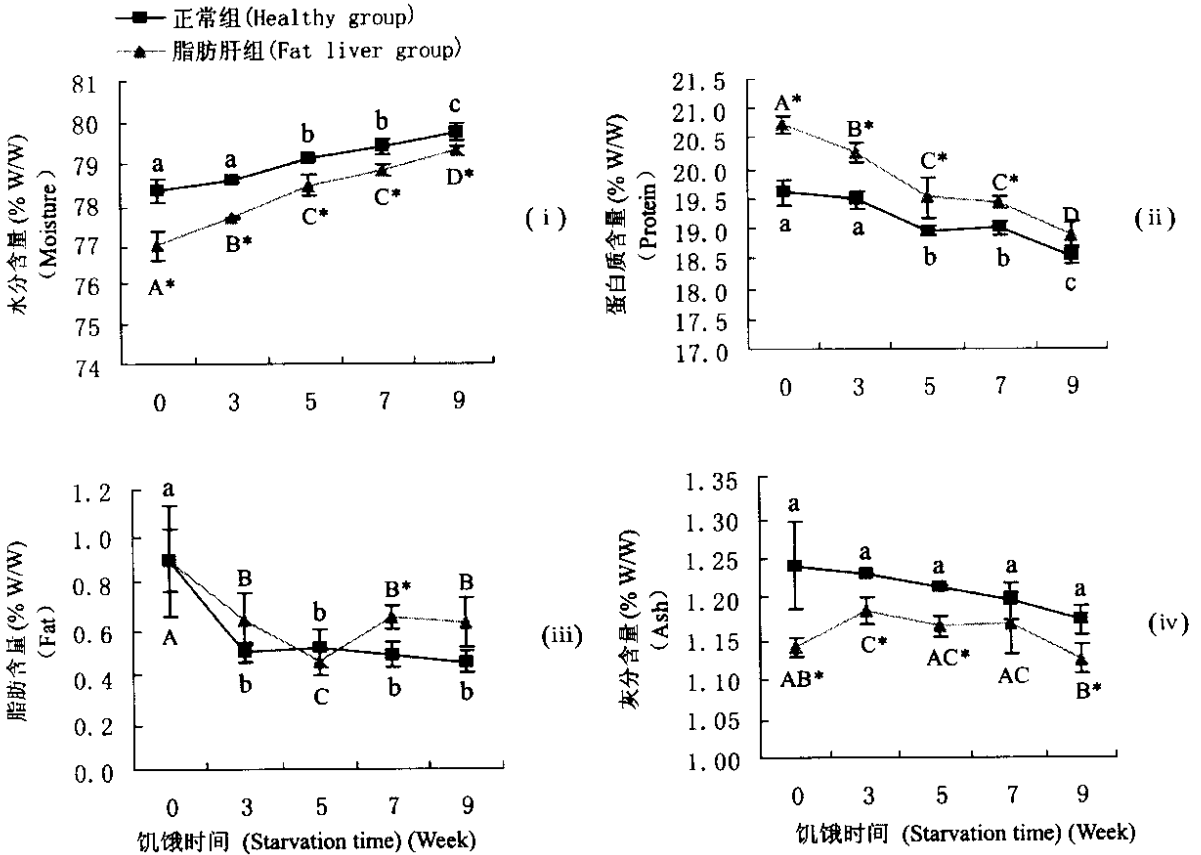 正常组(Healthy group)
脂肪肝组(Fat liver group)
水分含量(% W/W)
(Moisture)
81
80
79
78
77
76
75
74
a
a
b
b
c
A*
B*
C*
C*
D*
0 3 5 7 9
(i)
蛋白质含量(% W/W)
(Protein)
21.5
21.0
20.5
20.0
19.5
19.0
18.5
18.0
17.5
17.0
A*
B*
C*
C*
D
a
a
b
b
c
0 3 5 7 9
(ii)
脂肪含量(% W/W)
(Fat)
1.2
1.0
0.8
0.6
0.4
0.2
0.0
a
B
b
B*
B
A
b
C
b
b
0 3 5 7 9
饥饿时间 (Starvation time) (Week)
(iii)
灰分含量(% W/W)
(Ash)
1.35
1.30
1.25
1.20
1.15
1.10
1.05
1.00
a
a
a
a
a
AB*
C*
AC*
AC
B*
0 3 5 7 9
饥饿时间 (Starvation time) (Week)
(iv)